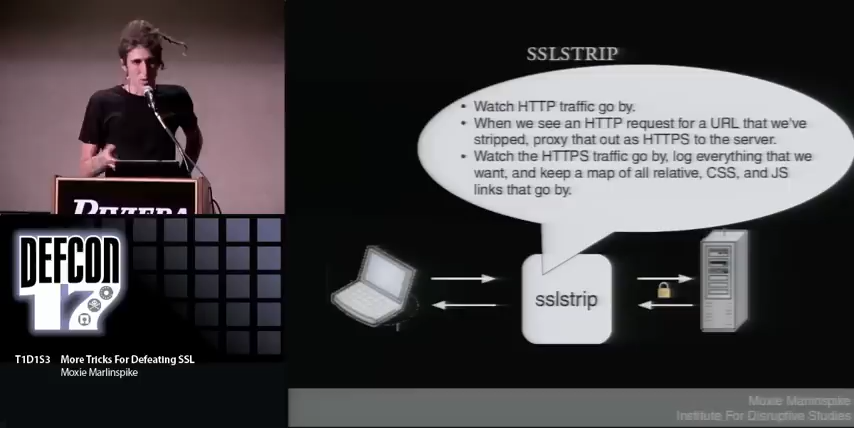 SSLSTRIP
• Watch HTTP traffic go by.
• When we see an HTTP request for a URL that we've
stripped, proxy that out as HTTPS to the server.
• Watch the HTTPS traffic go by, log everything that we
want, and keep a map of all relative, CSS, and JS
links that go by.
sslstrip
RIVIERA
DEFCON
17
T1D1S3 More Tricks For Defeating SSL
Moxie Marlinspike
Moxie Marlinspike
Institute For Disruptive Studies